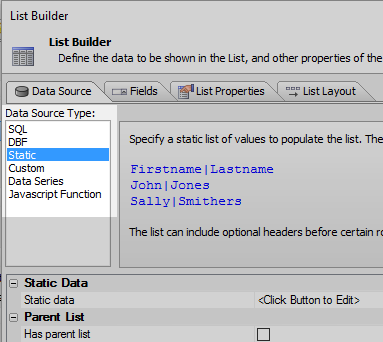 List Builder
List Builder
Define the data to be shown in the List, and other properties of the
Data Source Fields List Properties List Layout
Data Source Type:
SQL
DBF
Static
Custom
Data Series
Javascript Function
Specify a static list of values to populate the list. The
Firstname|Lastname
John|Jones
Sally|Smithers
The list can include optional headers before certain ro
Static Data
Static data <Click Button to Edit>
Parent List
Has parent list